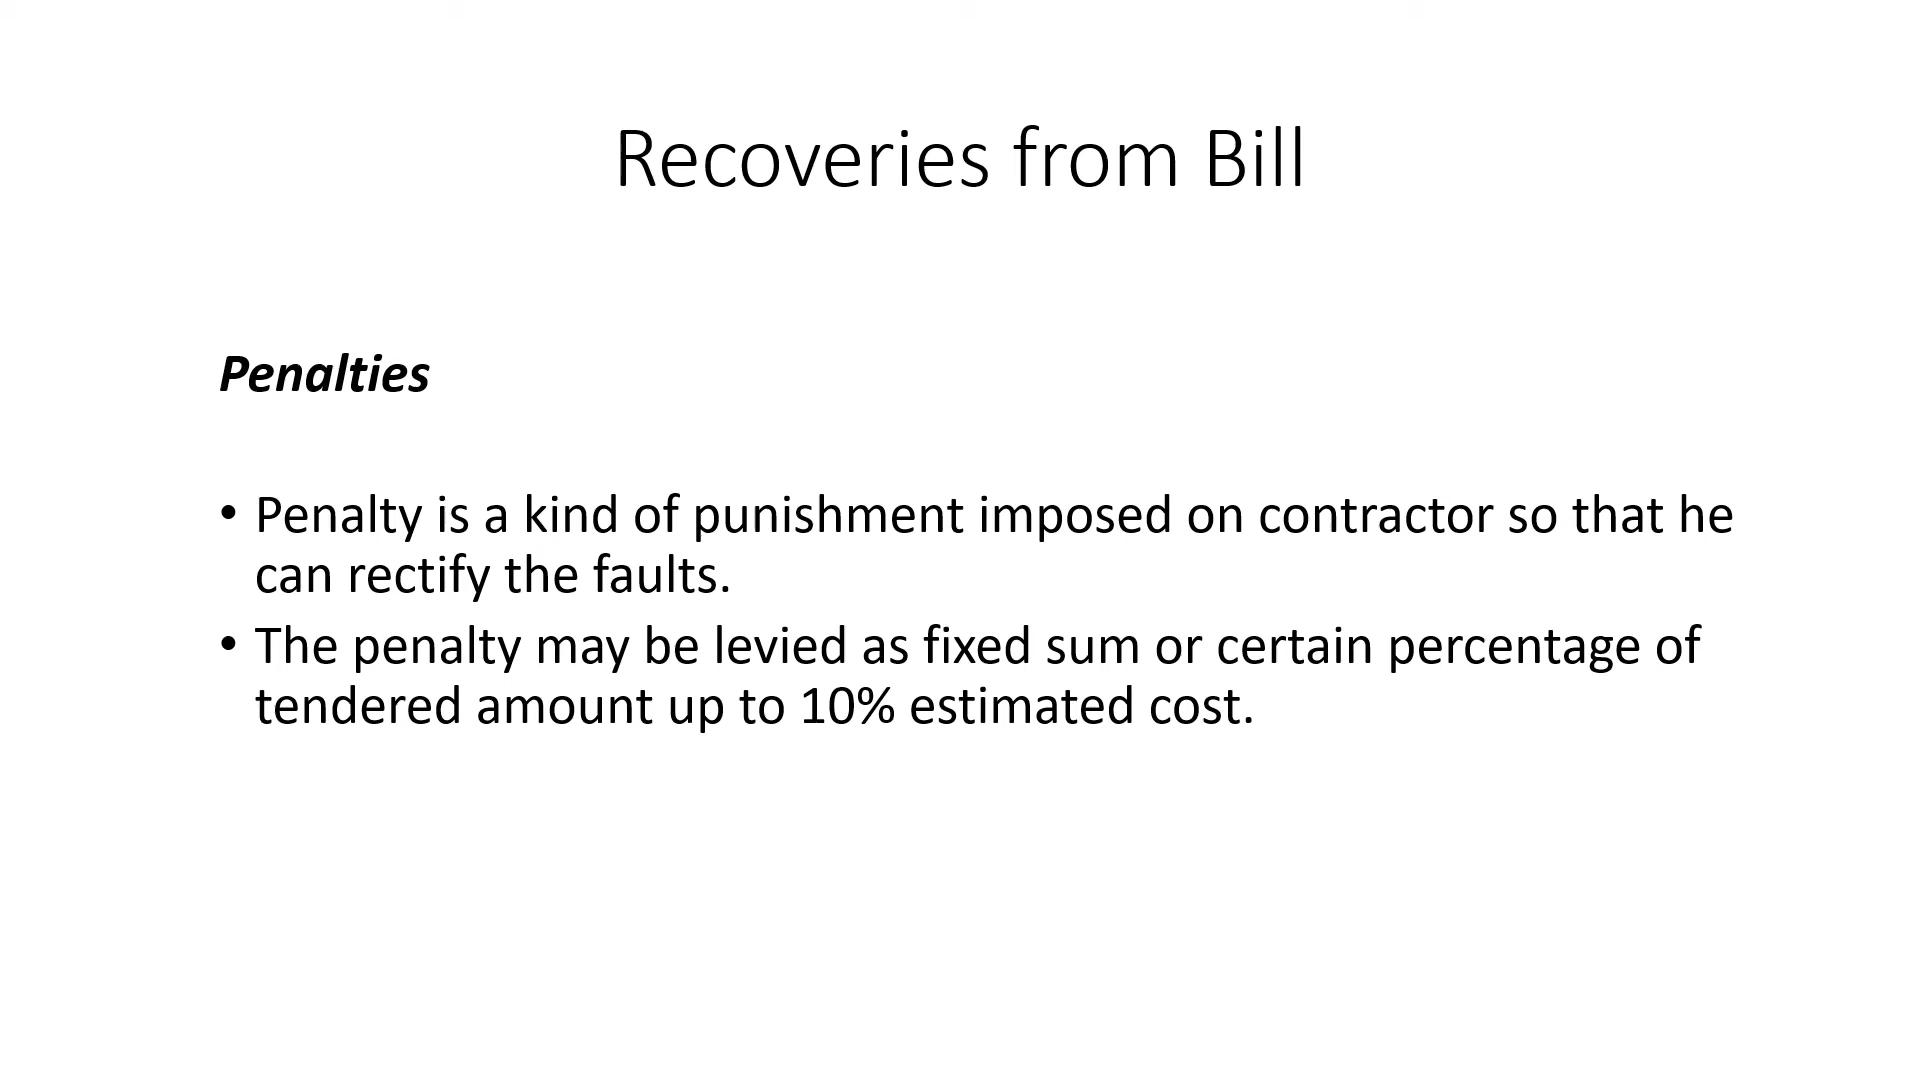 Recoveries from Bill
Penalties
• Penalty is a kind of punishment imposed on contractor so that he
can rectify the faults.
• The penalty may be levied as fixed sum or certain percentage of
tendered amount up to 10% estimated cost.